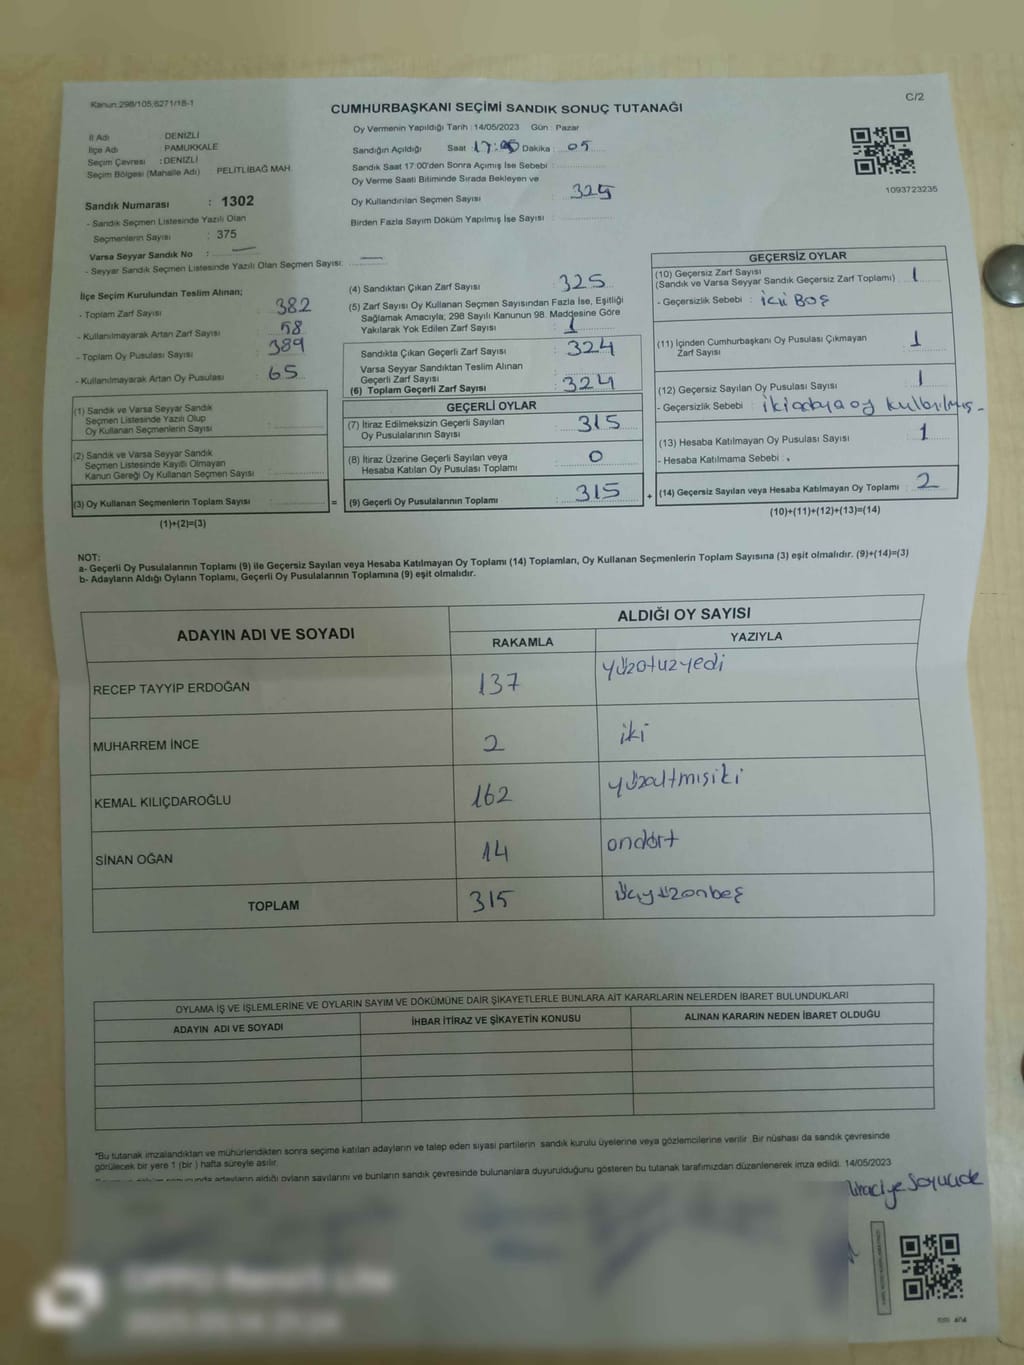 Kanun:298/105,6271/18-1
C/2
CUMHURBAŞKANI SEÇİMİ SANDIK SONUÇ TUTANAĞI
İl Adı : DENİZLİ
İlçe Adı : PAMUKKALE
Seçim Çevresi : DENİZLİ
Seçim Bölgesi (Mahalle Adı) PELİTLİBAĞ MAH.
Sandık Numarası : 1302
- Sandık Seçmen Listesinde Yazılı Olan
Seçmenlerin Sayısı : 375
Varsa Seyyar Sandık No : —
- Seyyar Sandık Seçmen Listesinde Yazılı Olan Seçmen Sayısı: —
Oy Vermenin Yapıldığı Tarih : 14/05/2023 Gün : Pazar
Sandığın Açıldığı Saat 17:05 Dakika : 05
Sandık Saat 17:00'den Sonra Açımış İse Sebebi :
Oy Verme Saati Bitiminde Sırada Bekleyen ve
Oy Kullandırılan Seçmen Sayısı : 325
Birden Fazla Sayım Döküm Yapılmış İse Sayısı :
1093723235
İlçe Seçim Kurulundan Teslim Alınan;
- Toplam Zarf Sayısı : 382
- Kullanılmayarak Artan Zarf Sayısı : 58
- Toplam Oy Pusulası Sayısı : 389
- Kullanılmayarak Artan Oy Pusulası : 65
(1) Sandık ve Varsa Seyyar Sandık
Seçmen Listesinde Yazılı Olup
Oy Kullanan Seçmenlerin Sayısı :
(2) Sandık ve Varsa Seyyar Sandık
Seçmen Listesinde Kayıtlı Olmayan
Kanun Gereği Oy Kullanan Seçmen Sayısı :
(3) Oy Kullanan Seçmenlerin Toplam Sayısı :
(1)+(2)=(3)
(4) Sandıktan Çıkan Zarf Sayısı : 325
(5) Zarf Sayısı Oy Kullanan Seçmen Sayısından Fazla İse, Eşitliği
Sağlamak Amacıyla; 298 Sayılı Kanunun 98. Maddesine Göre
Yakılarak Yok Edilen Zarf Sayısı : 1
Sandıkta Çıkan Geçerli Zarf Sayısı : 324
Varsa Seyyar Sandıktan Teslim Alınan
Geçerli Zarf Sayısı :
(6) Toplam Geçerli Zarf Sayısı : 324
GEÇERLİ OYLAR
(7) İtiraz Edilmeksizin Geçerli Sayılan
Oy Pusulalarının Sayısı : 315
(8) İtiraz Üzerine Geçerli Sayılan veya
Hesaba Katılan Oy Pusulası Toplamı : 0
= (9) Geçerli Oy Pusulalarının Toplamı : 315
GEÇERSİZ OYLAR
(10) Geçersiz Zarf Sayısı
(Sandık ve Varsa Seyyar Sandık Geçersiz Zarf Toplamı) : 1
- Geçersizlik Sebebi : İÇİ BOŞ
(11) İçinden Cumhurbaşkanı Oy Pusulası Çıkmayan
Zarf Sayısı : 1
(12) Geçersiz Sayılan Oy Pusulası Sayısı : 1
- Geçersizlik Sebebi : iki adaya oy kullanılmış -
(13) Hesaba Katılmayan Oy Pusulası Sayısı : 1
- Hesaba Katılmama Sebebi :
+ (14) Geçersiz Sayılan veya Hesaba Katılmayan Oy Toplamı : 2
(10)+(11)+(12)+(13)=(14)
NOT:
a- Geçerli Oy Pusulalarının Toplamı (9) ile Geçersiz Sayılan veya Hesaba Katılmayan Oy Toplamı (14) Toplamları, Oy Kullanan Seçmenlerin Toplam Sayısına (3) eşit olmalıdır. (9)+(14)=(3)
b- Adayların Aldığı Oyların Toplamı, Geçerli Oy Pusulalarının Toplamına (9) eşit olmalıdır.
ADAYIN ADI VE SOYADI
ALDIĞI OY SAYISI
RAKAMLA YAZIYLA
RECEP TAYYİP ERDOĞAN 137 yüzotuzyedi
MUHARREM İNCE 2 iki
KEMAL KILIÇDAROĞLU 162 yüzaltmışiki
SİNAN OĞAN 14 ondört
TOPLAM 315 üçyüzonbeş
OYLAMA İŞ VE İŞLEMLERİNE VE OYLARIN SAYIM VE DÖKÜMÜNE DAİR ŞİKAYETLERLE BUNLARA AİT KARARLARIN NELERDEN İBARET BULUNDUKLARI
ADAYIN ADI VE SOYADI İHBAR İTİRAZ VE ŞİKAYETİN KONUSU ALINAN KARARIN NEDEN İBARET OLDUĞU
*Bu tutanak imzalandıktan ve mühürlendikten sonra seçime katılan adayların ve talep eden siyasi partilerin sandık kurulu üyelerine veya gözlemcilerine verilir. Bir nüshası da sandık çevresinde
görülecek bir yere 1 (bir) hafta süreyle asılır.
adayların aldığı oyların sayılarını ve bunların sandık çevresinde bulunanlara duyurulduğunu gösteren bu tutanak tarafımızdan düzenlenerek imza edildi. 14/05/2023